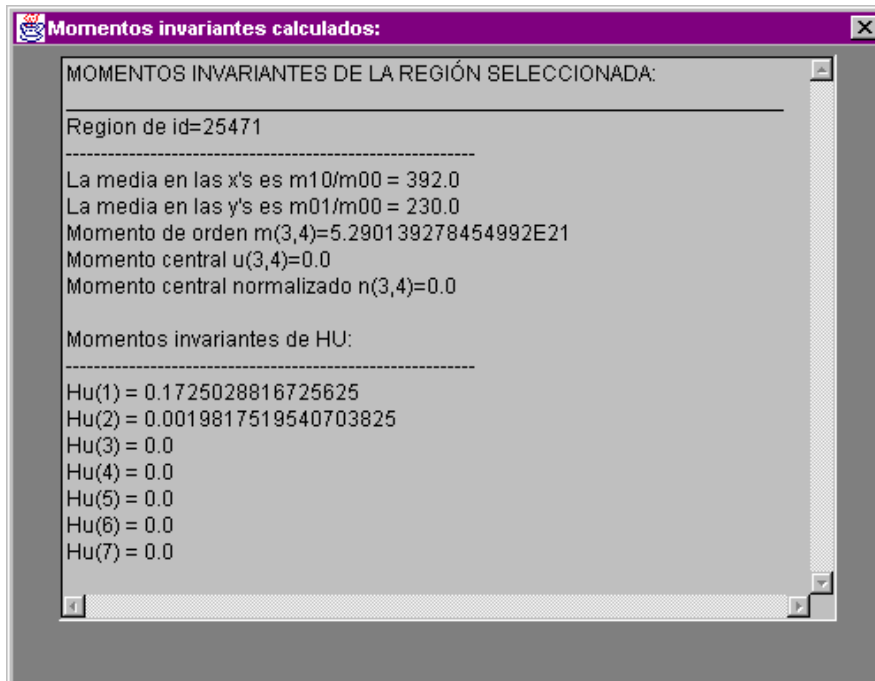 Momentos invariantes calculados:
MOMENTOS INVARIANTES DE LA REGIÓN SELECCIONADA:
Region de id=25471
----------------------------------------------------------
La media en las x's es m10/m00 = 392.0
La media en las y's es m01/m00 = 230.0
Momento de orden m(3,4)=5.290139278454992E21
Momento central u(3,4)=0.0
Momento central normalizado n(3,4)=0.0
Momentos invariantes de HU:
----------------------------------------------------------
Hu(1) = 0.1725028816725625
Hu(2) = 0.0019817519540703825
Hu(3) = 0.0
Hu(4) = 0.0
Hu(5) = 0.0
Hu(6) = 0.0
Hu(7) = 0.0